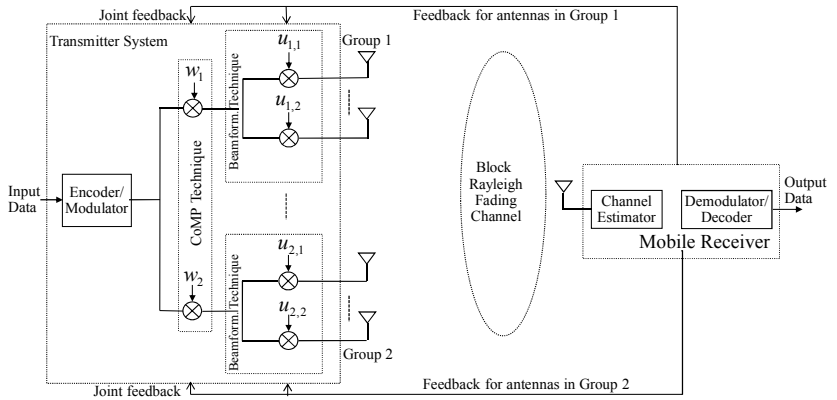 Joint feedback
Feedback for antennas in Group 1
Transmitter System
Group 1
w1
u1,1
u1,2
Beamform. Technique
CoMP Technique
Input
Data
Encoder/
Modulator
Block
Rayleigh
Fading
Channel
Channel
Estimator
Demodulator/
Decoder
Output
Data
Mobile Receiver
w2
u2,1
u2,2
Beamform. Technique
Group 2
Joint feedback
Feedback for antennas in Group 2